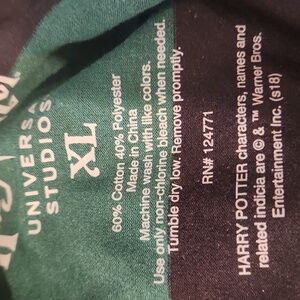 UNIVERSAL
STUDIOS
XL
60% Cotton 40% Polyester
Made in China
Machine wash with like colors.
Use only non-chlorine bleach when needed.
Tumble dry low. Remove promptly.
RN# 124771
HARRY POTTER characters, names and
related indicia are © & ™ Warner Bros.
Entertainment Inc. (s18)